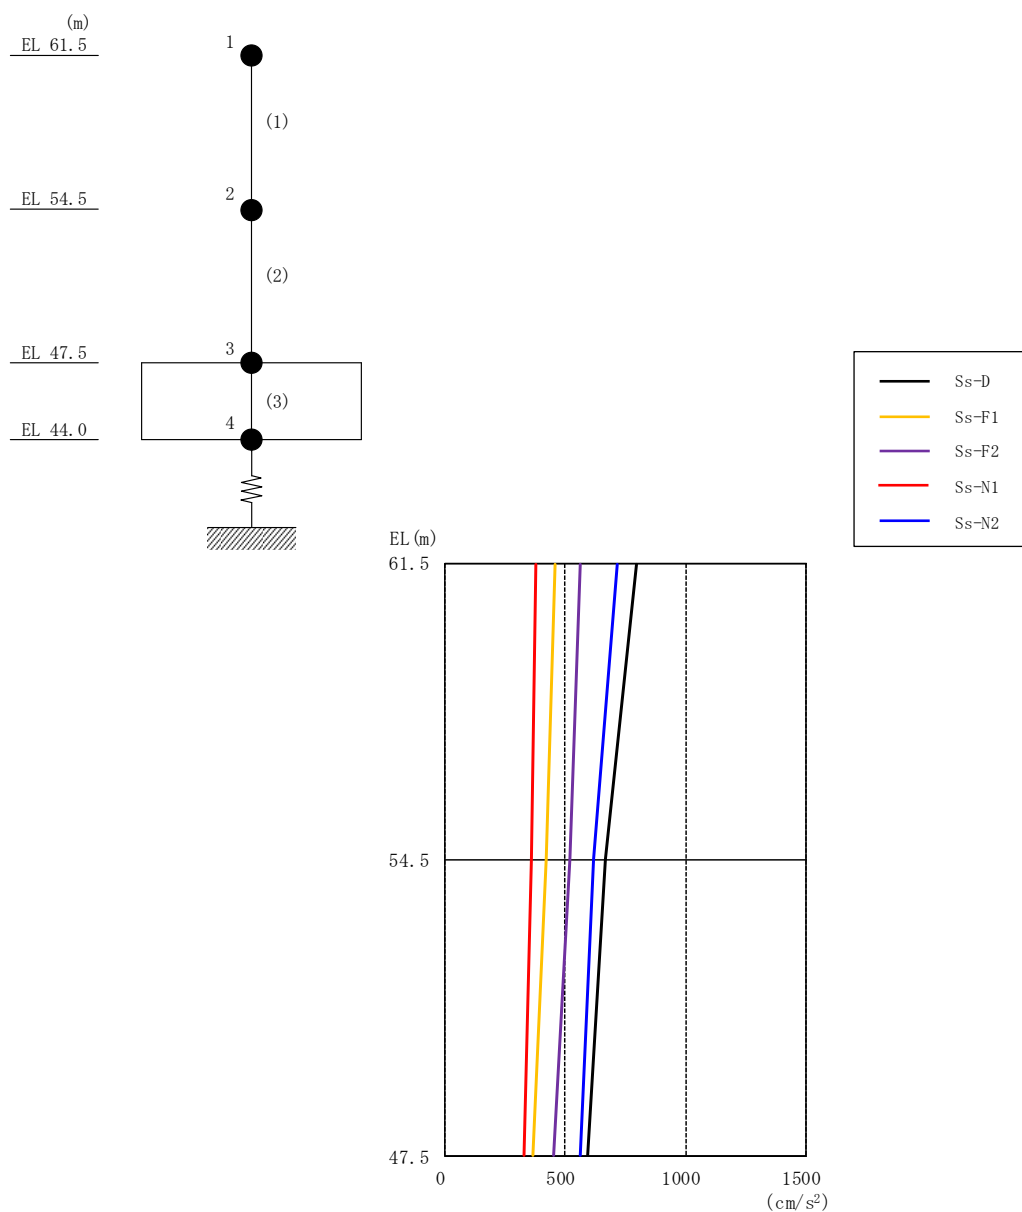 (m)
EL 61.5
1
(1)
EL 54.5
2
(2)
EL 47.5
3
(3)
EL 44.0
4
Ss-D
Ss-F1
Ss-F2
Ss-N1
Ss-N2
EL(m)
61.5
54.5
47.5
0 500 1000 1500
(cm/s²)